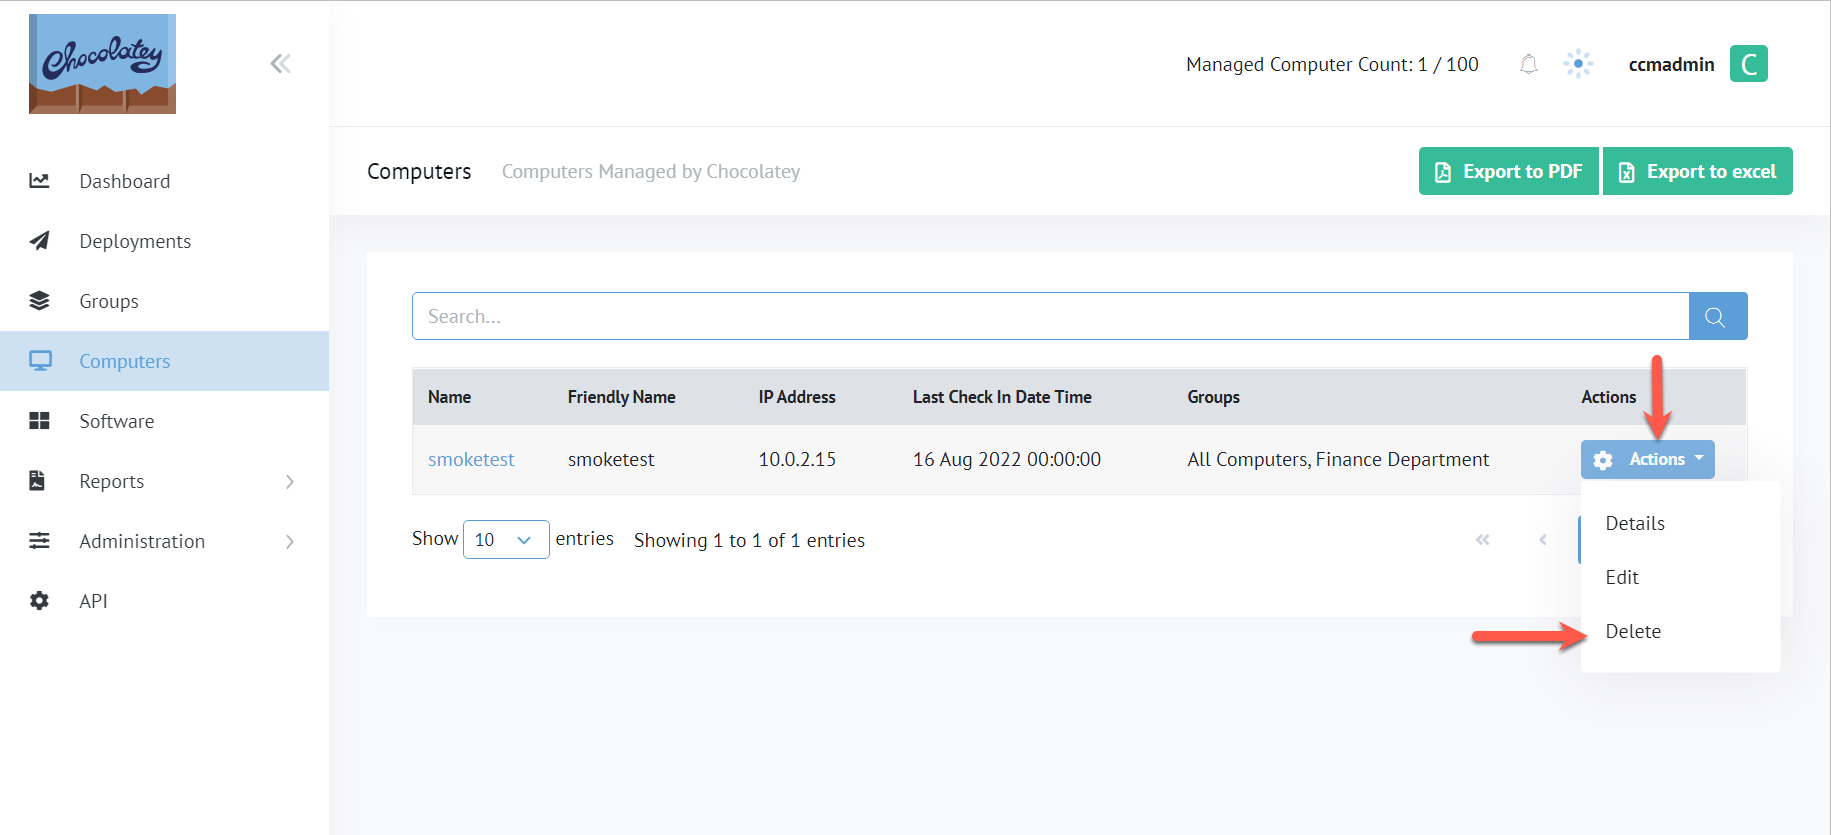 Chocolatey
Managed Computer Count: 1 / 100
ccmadmin
C
Dashboard
Deployments
Groups
Computers
Software
Reports
Administration
API
Computers
Computers Managed by Chocolatey
Export to PDF
Export to excel
Search...
Name Friendly Name IP Address Last Check In Date Time Groups Actions
smoketest smoketest 10.0.2.15 16 Aug 2022 00:00:00 All Computers, Finance Department Actions
Details
Edit
Delete
Show 10 entries Showing 1 to 1 of 1 entries